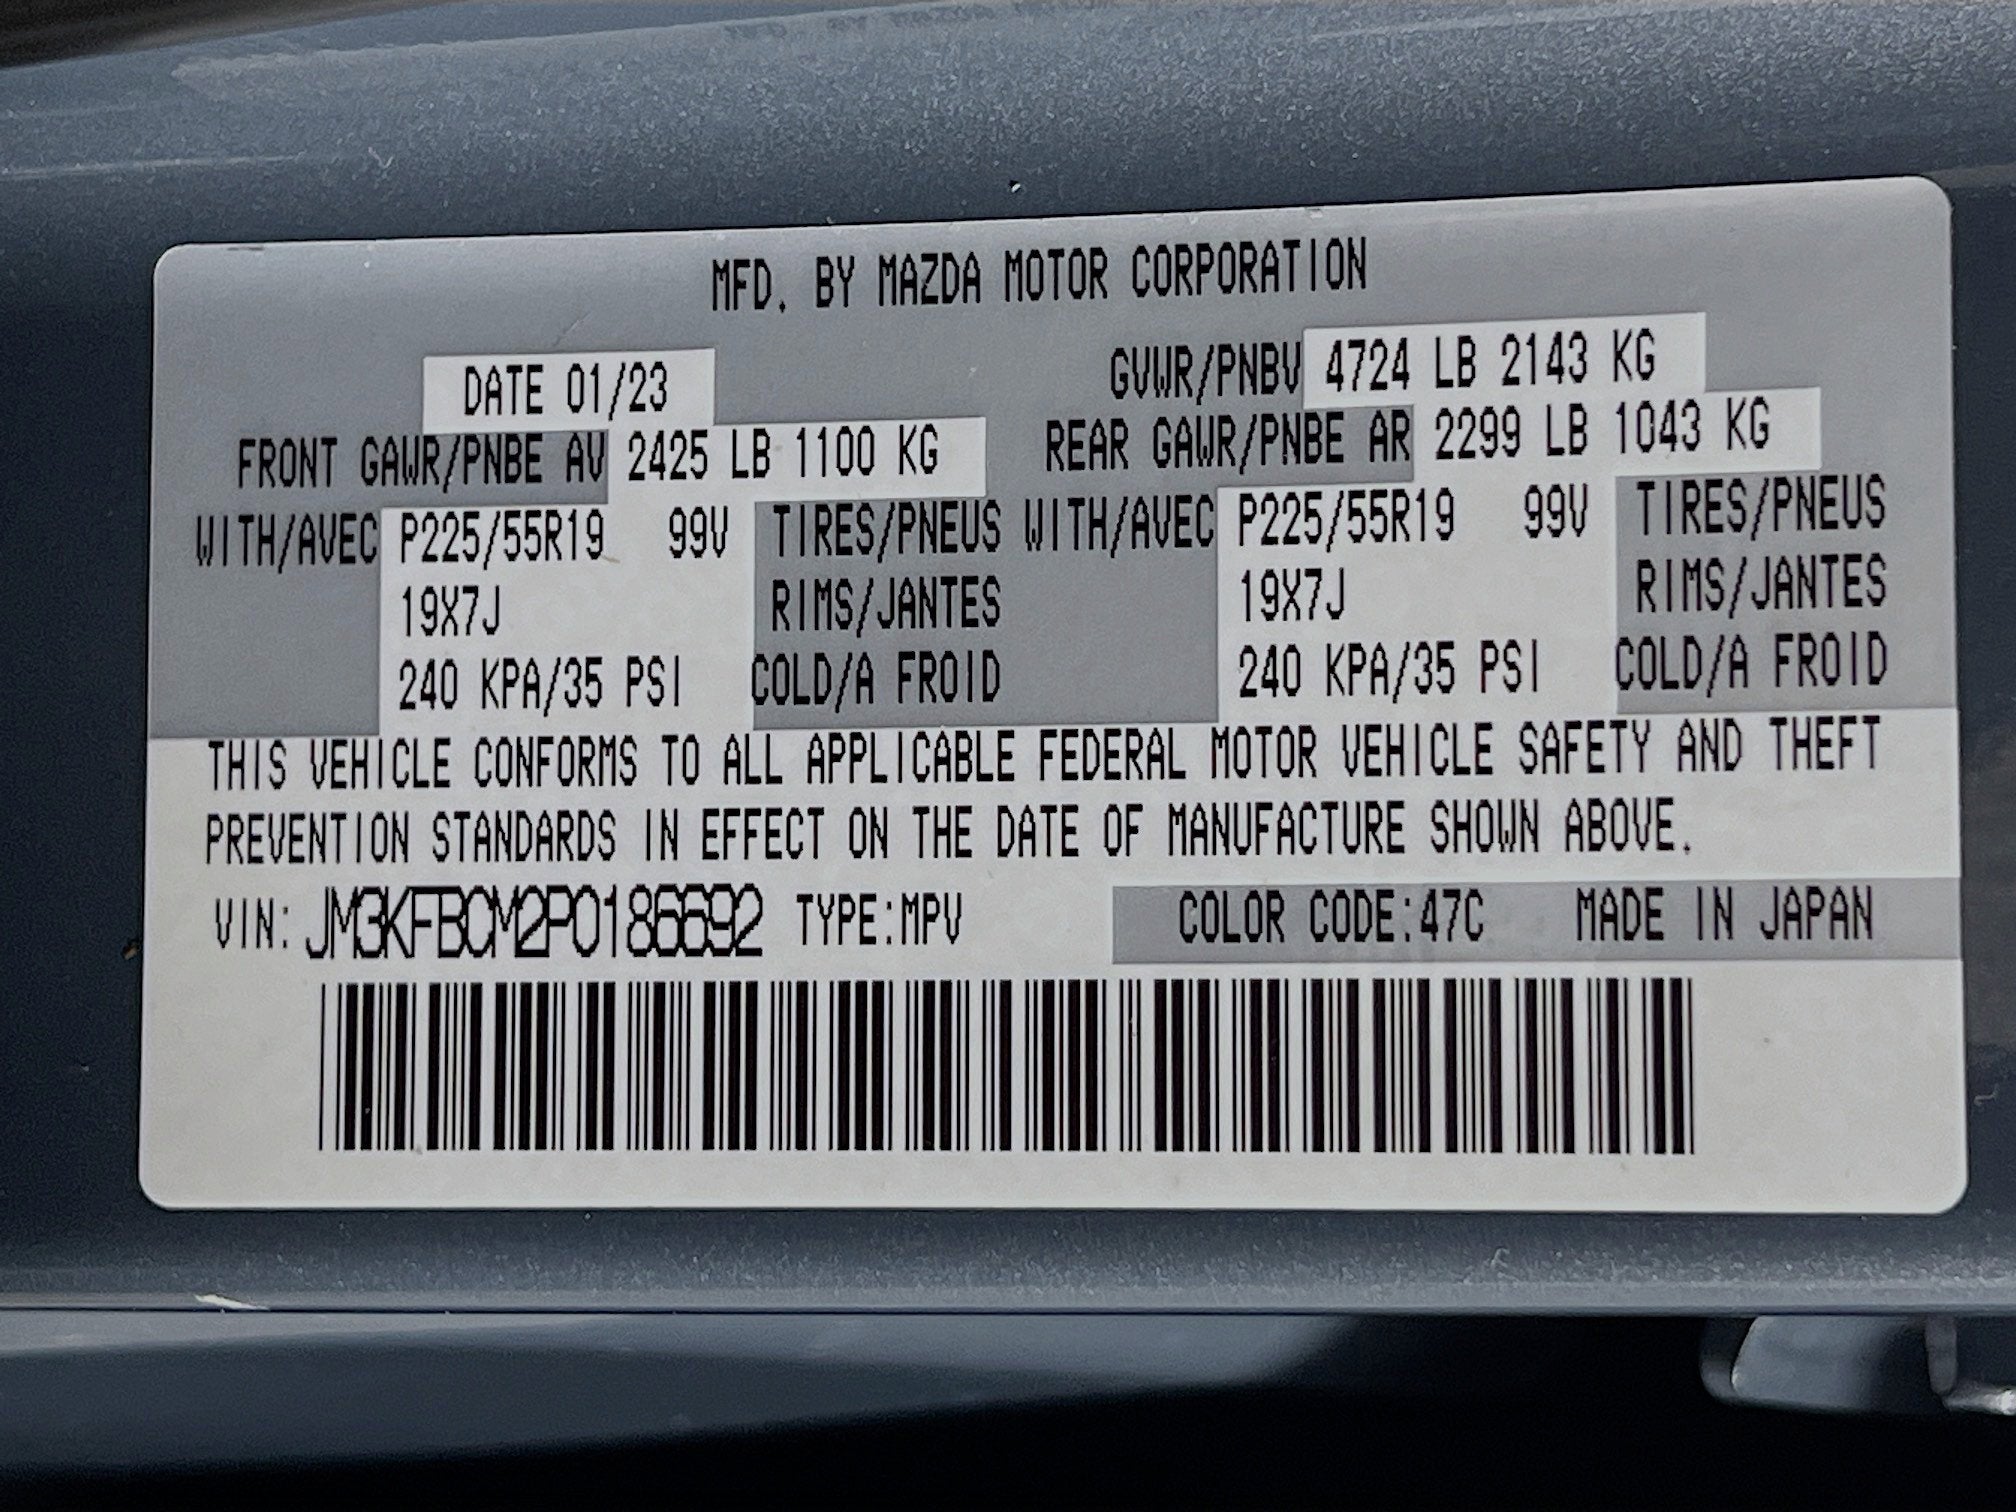 MFD. BY MAZDA MOTOR CORPORATION
DATE 01/23 GVWR/PNBV 4724 LB 2143 KG
FRONT GAWR/PNBE AV 2425 LB 1100 KG REAR GAWR/PNBE AR 2299 LB 1043 KG
WITH/AVEC P225/55R19 99V TIRES/PNEUS WITH/AVEC P225/55R19 99V TIRES/PNEUS
19X7J RIMS/JANTES 19X7J RIMS/JANTES
240 KPA/35 PSI COLD/A FROID 240 KPA/35 PSI COLD/A FROID
THIS VEHICLE CONFORMS TO ALL APPLICABLE FEDERAL MOTOR VEHICLE SAFETY AND THEFT
PREVENTION STANDARDS IN EFFECT ON THE DATE OF MANUFACTURE SHOWN ABOVE.
VIN: JM3KFBCM2P0186692 TYPE:MPV COLOR CODE:47C MADE IN JAPAN